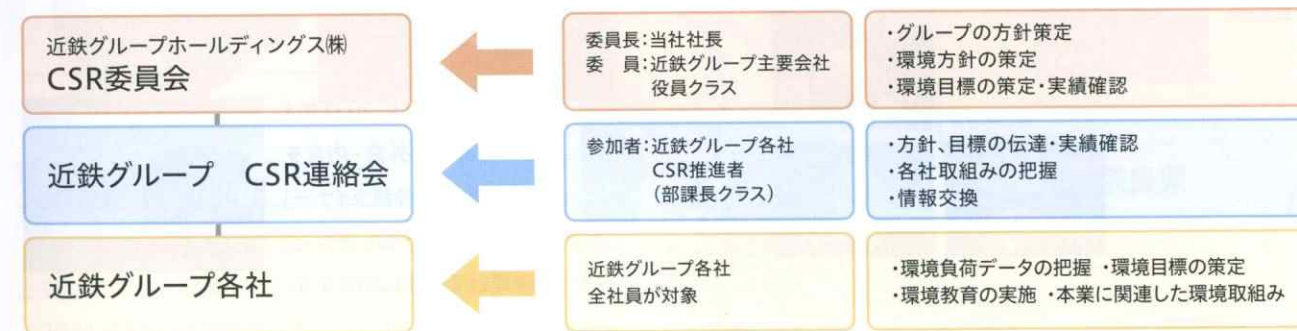 近鉄グループホールディングス㈱
CSR委員会
委員長:当社社長
委　員:近鉄グループ主要会社
役員クラス
・グループの方針策定
・環境方針の策定
・環境目標の策定・実績確認
近鉄グループ　CSR連絡会
参加者:近鉄グループ各社
CSR推進者
(部課長クラス)
・方針、目標の伝達・実績確認
・各社取組みの把握
・情報交換
近鉄グループ各社
近鉄グループ各社
全社員が対象
・環境負荷データの把握 ・環境目標の策定
・環境教育の実施 ・本業に関連した環境取組み